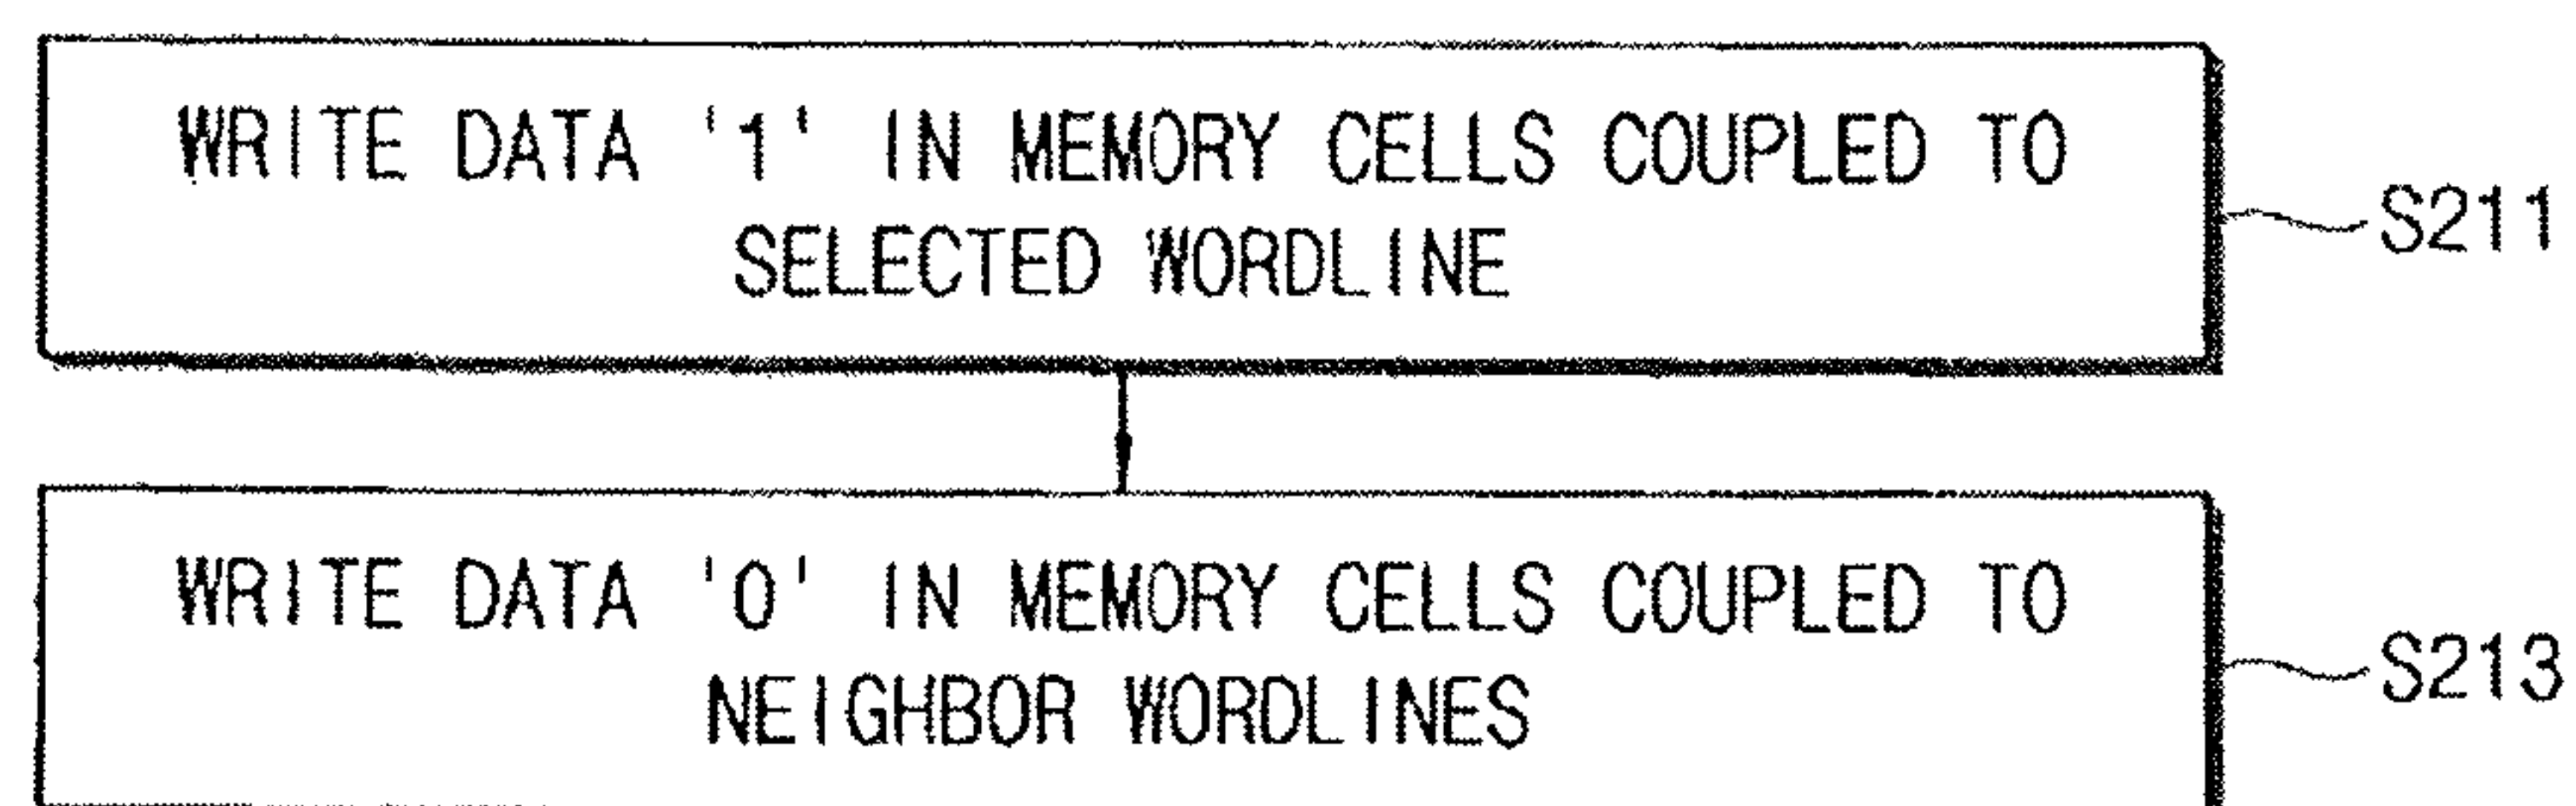 WRITE DATA '1' IN MEMORY CELLS COUPLED TO
SELECTED WORDLINE
S211
WRITE DATA '0' IN MEMORY CELLS COUPLED TO
NEIGHBOR WORDLINES
S213